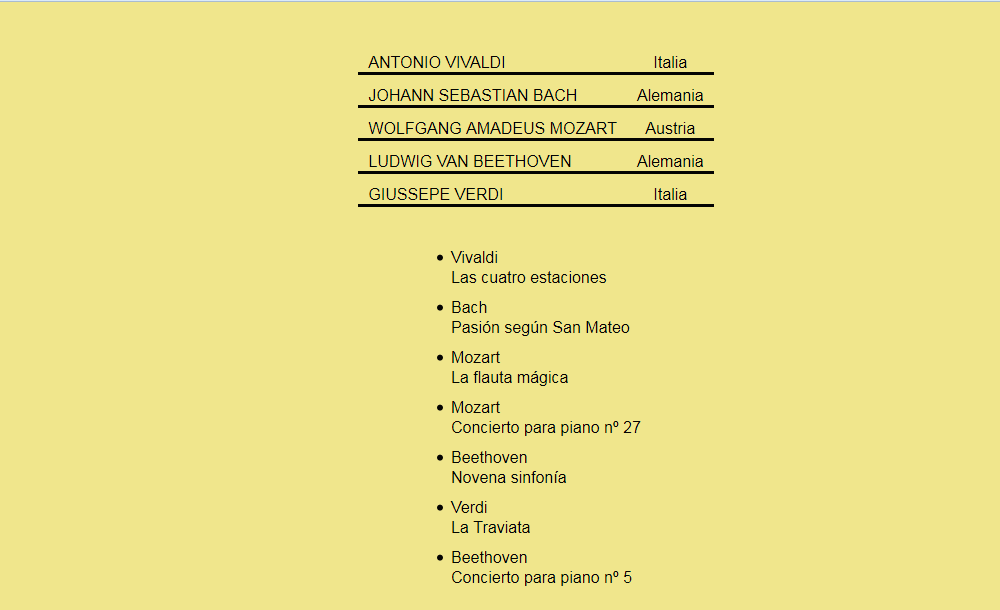 ANTONIO VIVALDI Italia
JOHANN SEBASTIAN BACH Alemania
WOLFGANG AMADEUS MOZART Austria
LUDWIG VAN BEETHOVEN Alemania
GIUSSEPE VERDI Italia
• Vivaldi
Las cuatro estaciones
• Bach
Pasión según San Mateo
• Mozart
La flauta mágica
• Mozart
Concierto para piano nº 27
• Beethoven
Novena sinfonía
• Verdi
La Traviata
• Beethoven
Concierto para piano nº 5